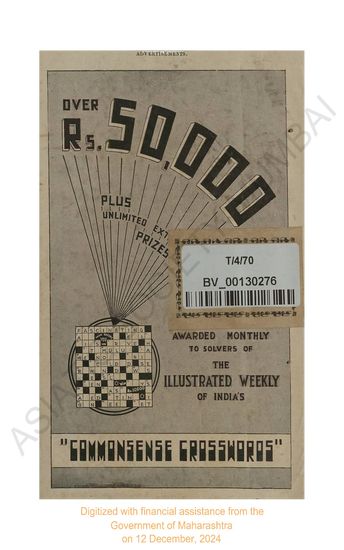 ADVERTISEMENTS.
OVER
Rs. 50,000
PLUS
UNLIMITED EXT
PRIZES
T/4/70
BV_00130276
AWARDED MONTHLY
TO SOLVERS OF
THE
ILLUSTRATED WEEKLY
OF INDIA'S
"COMMONSENSE CROSSWORDS"
Digitized with financial assistance from the
Government of Maharashtra
on 12 December, 2024